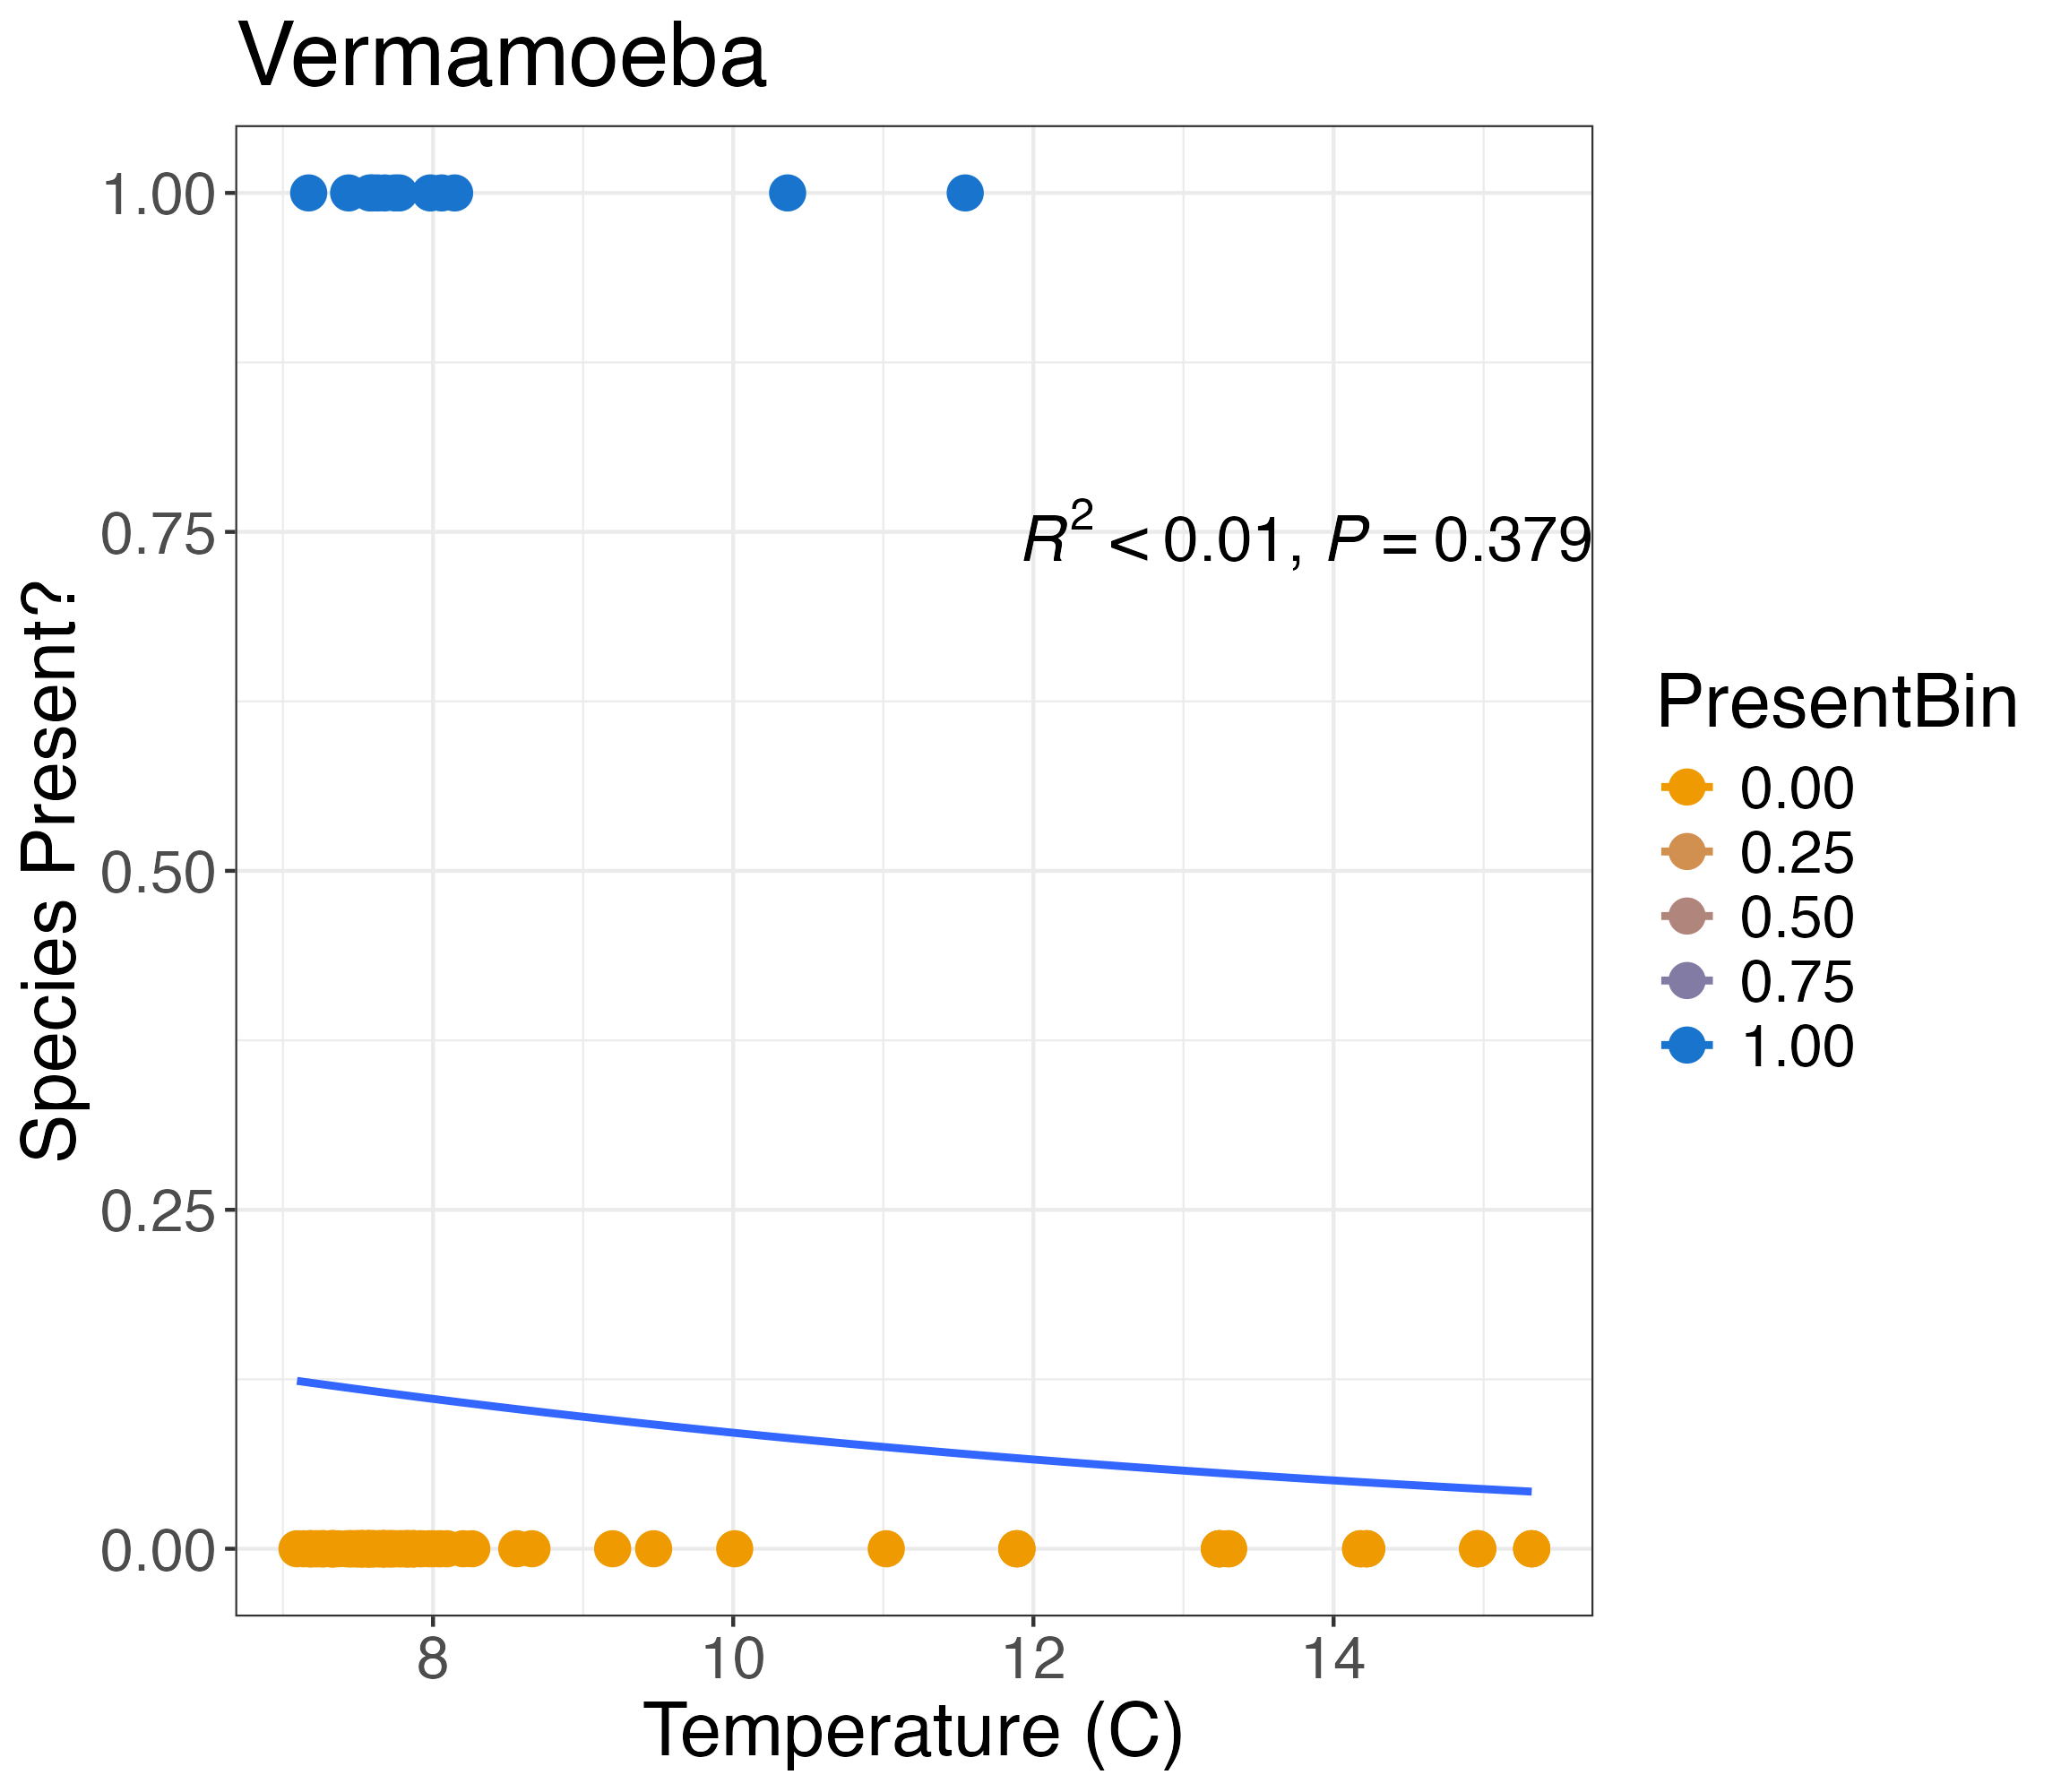 Vermamoeba
1.00
0.75
0.50
0.25
0.00
Species Present?
R² < 0.01, P = 0.379
8 10 12 14
Temperature (C)
PresentBin
0.00
0.25
0.50
0.75
1.00